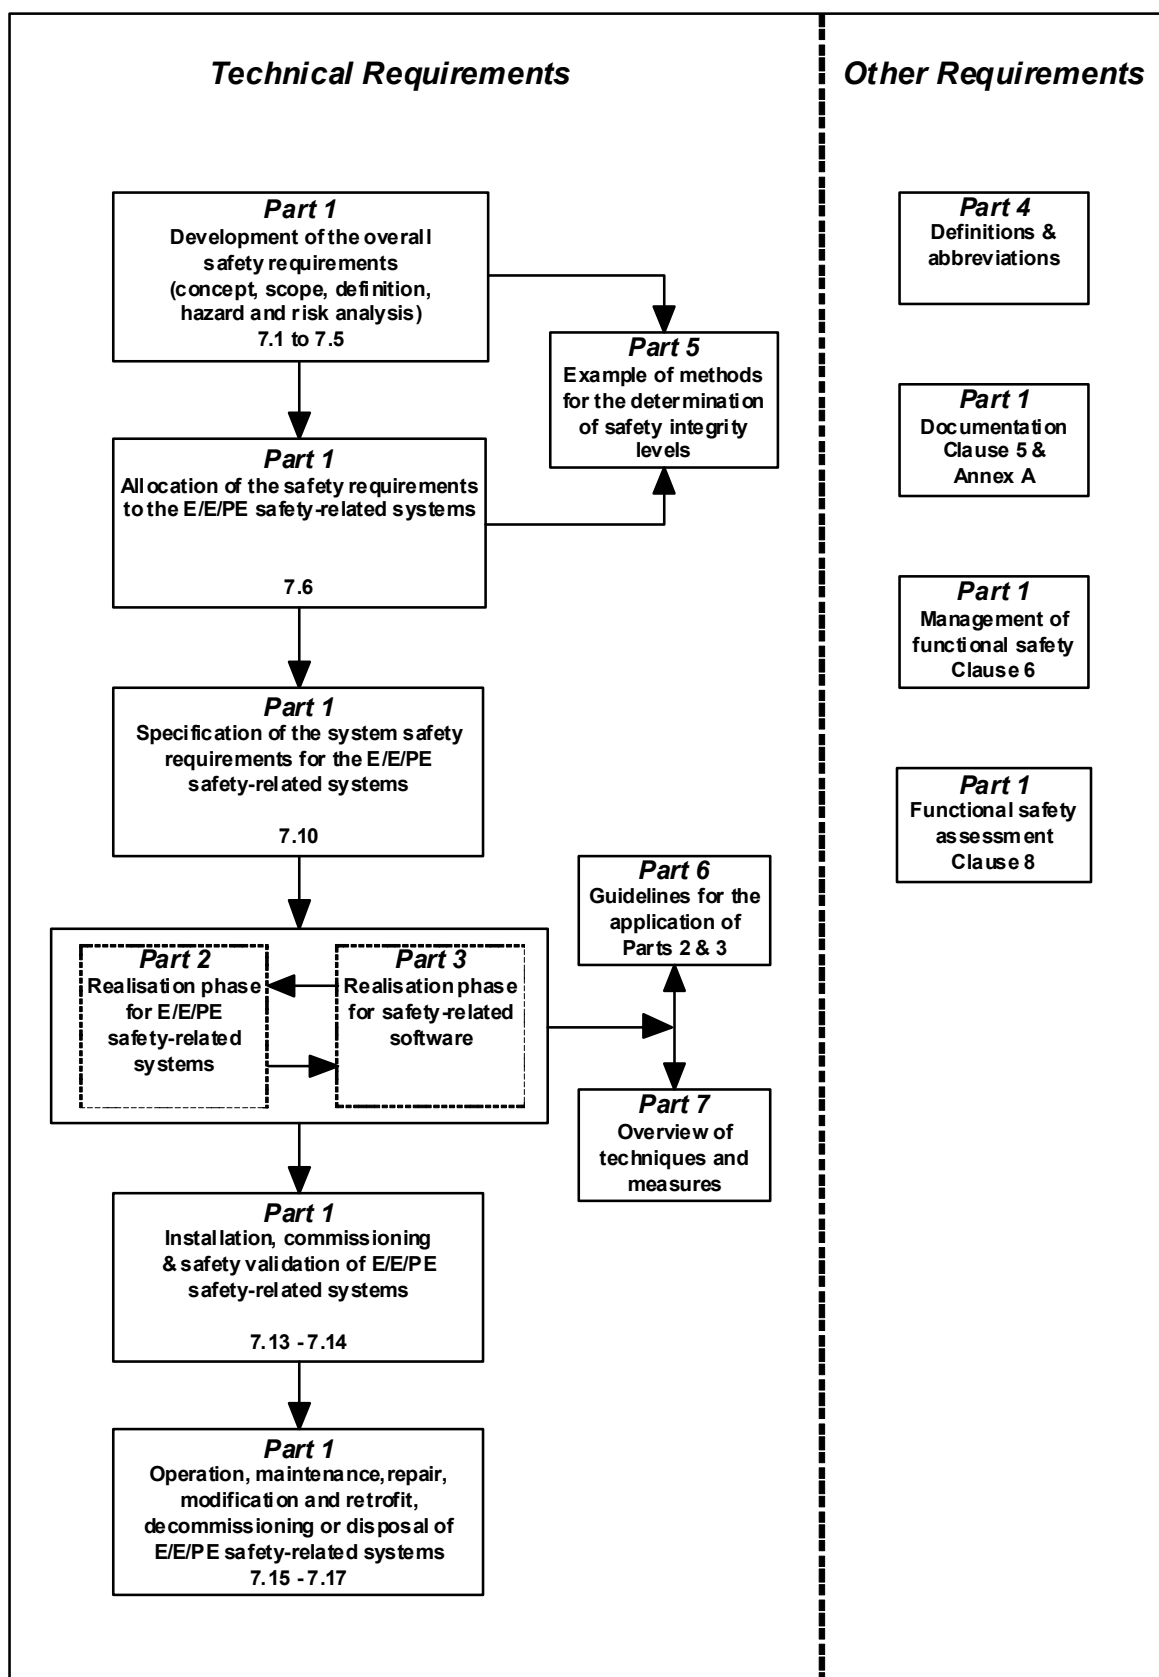 Technical Requirements
Other Requirements
Part 1
Development of the overall
safety requirements
(concept, scope, definition,
hazard and risk analysis)
7.1 to 7.5
Part 5
Example of methods
for the determination
of safety integrity
levels
Part 1
Allocation of the safety requirements
to the E/E/PE safety-related systems
7.6
Part 1
Specification of the system safety
requirements for the E/E/PE
safety-related systems
7.10
Part 6
Guidelines for the
application of
Parts 2 & 3
Part 2
Realisation phase
for E/E/PE
safety-related
systems
Part 3
Realisation phase
for safety-related
software
Part 7
Overview of
techniques and
measures
Part 1
Installation, commissioning
& safety validation of E/E/PE
safety-related systems
7.13 - 7.14
Part 1
Operation, maintenance, repair,
modification and retrofit,
decommissioning or disposal of
E/E/PE safety-related systems
7.15 - 7.17
Part 4
Definitions &
abbreviations
Part 1
Documentation
Clause 5 &
Annex A
Part 1
Management of
functional safety
Clause 6
Part 1
Functional safety
assessment
Clause 8